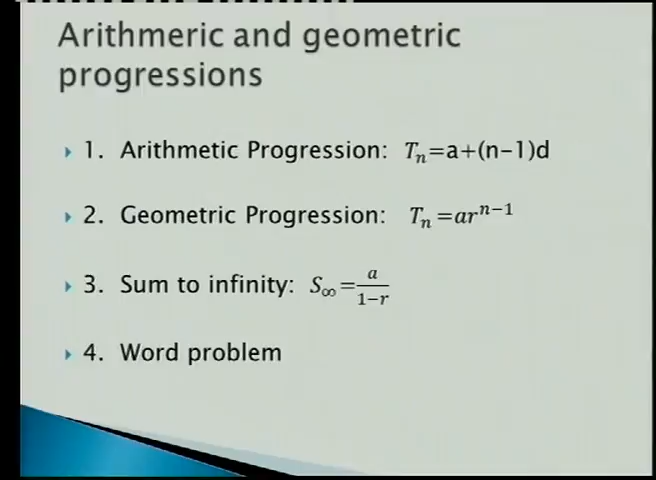 Arithmeric and geometric
progressions
1. Arithmetic Progression: Tₙ=a+(n-1)d
2. Geometric Progression: Tₙ=arⁿ⁻¹
3. Sum to infinity: S∞=a/(1-r)
4. Word problem